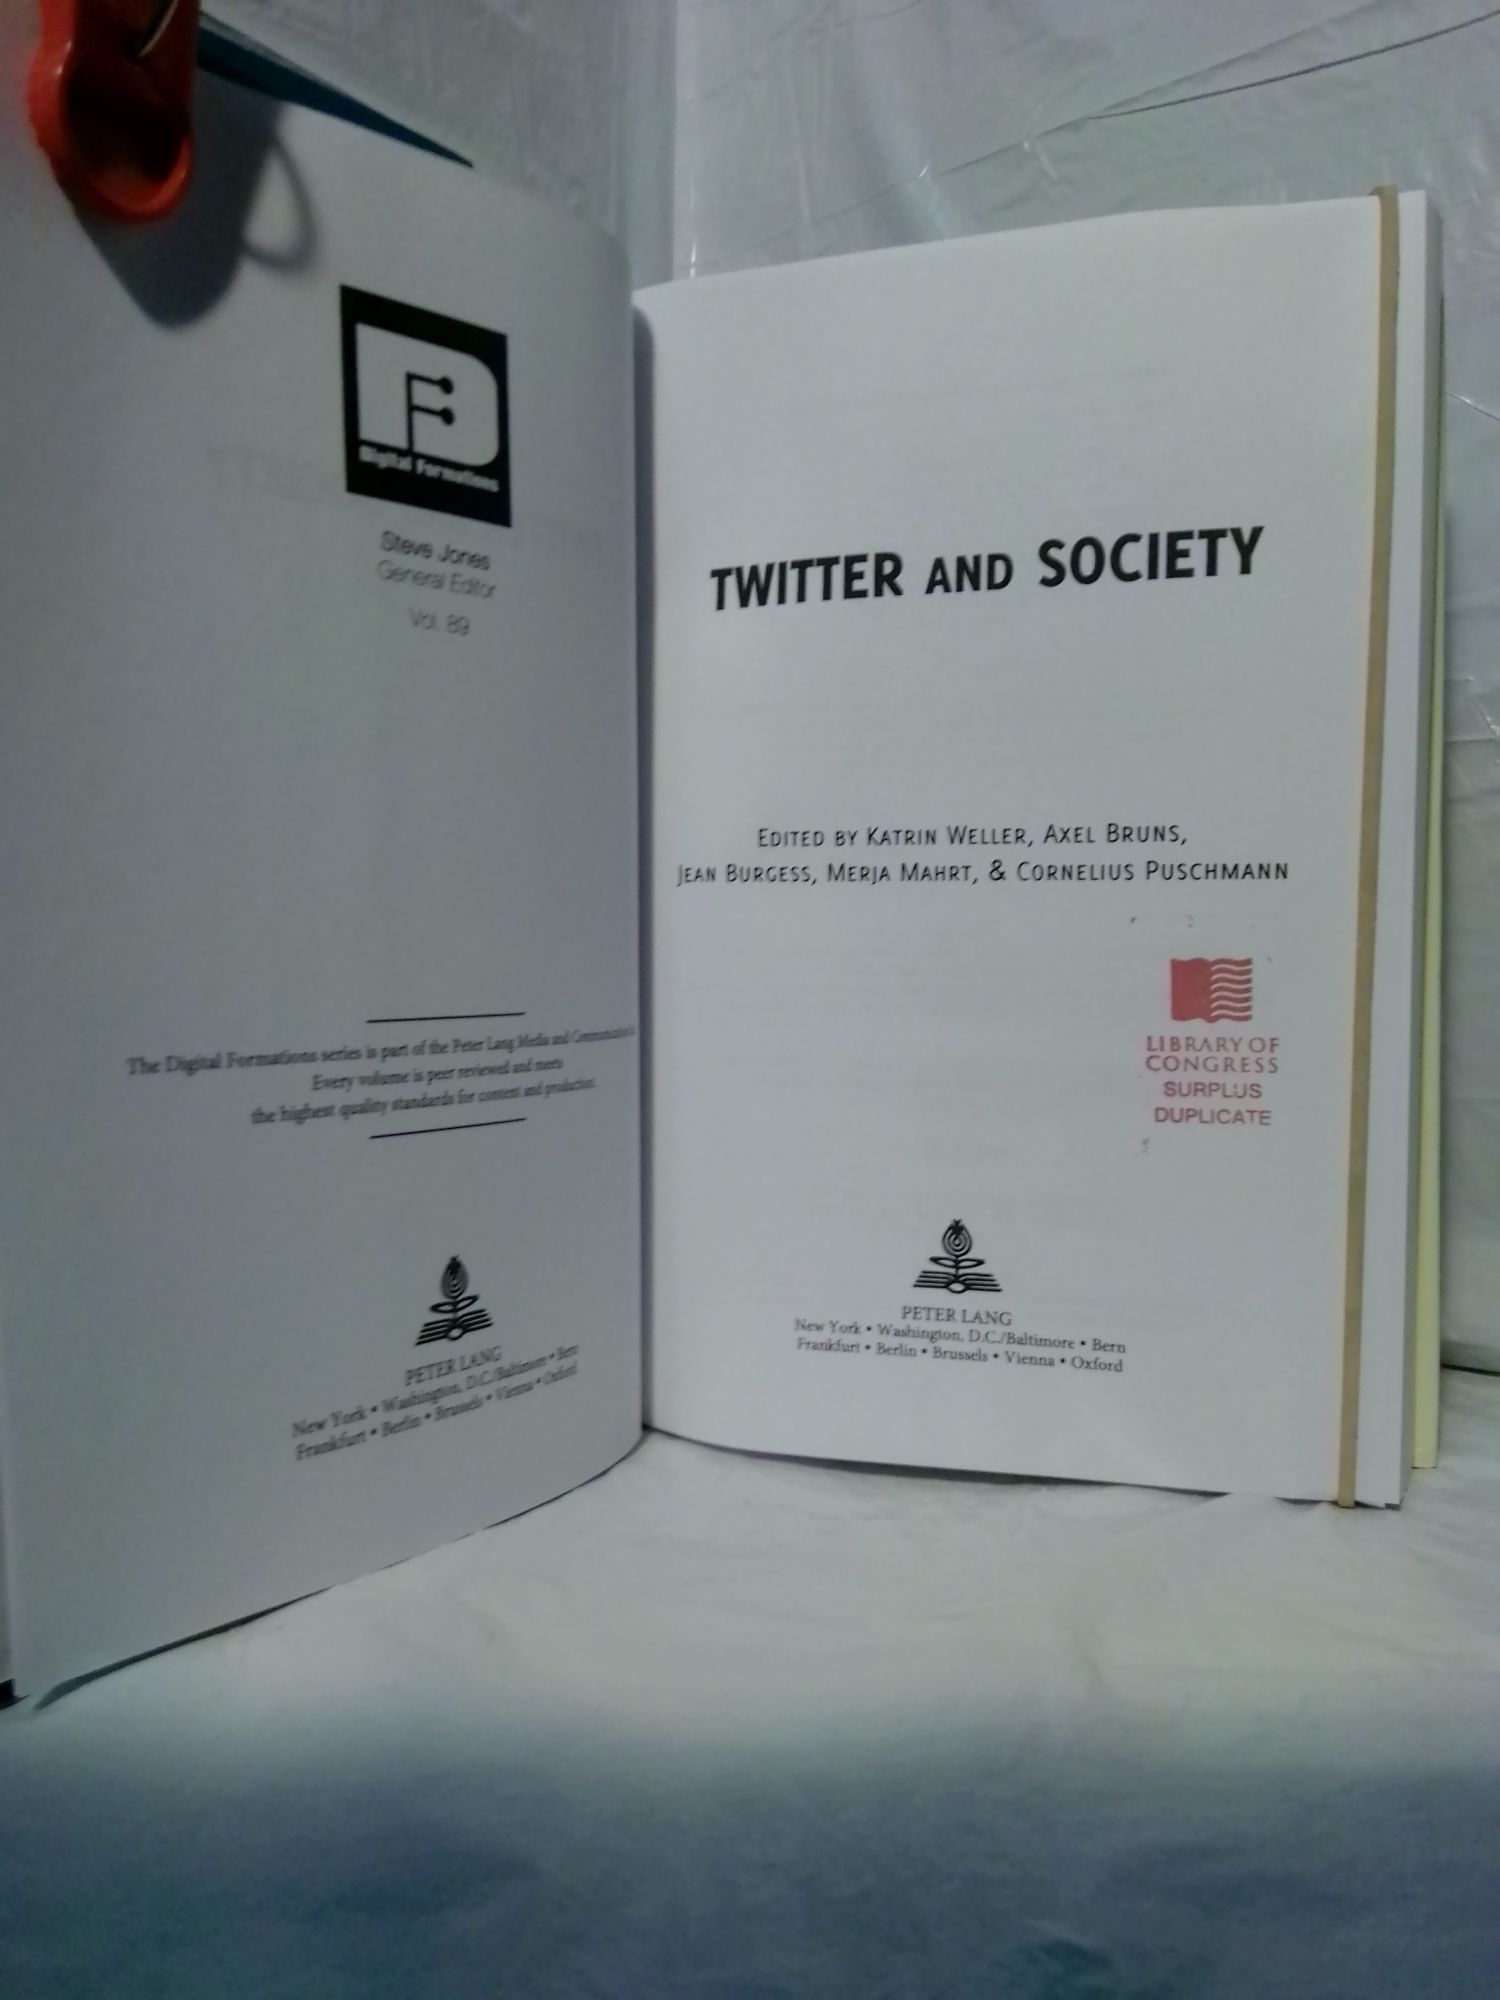 Digital Formations
Steve Jones
General Editor
Vol. 89
The Digital Formations series is part of the Peter Lang Media and Communication
Every volume is peer reviewed and meets
the highest quality standards for content and production.
PETER LANG
New York • Washington, D.C./Baltimore • Bern
Frankfurt • Berlin • Brussels • Vienna • Oxford
TWITTER AND SOCIETY
EDITED BY KATRIN WELLER, AXEL BRUNS,
JEAN BURGESS, MERJA MAHRT, & CORNELIUS PUSCHMANN
LIBRARY OF
CONGRESS
SURPLUS
DUPLICATE
PETER LANG
New York • Washington, D.C./Baltimore • Bern
Frankfurt • Berlin • Brussels • Vienna • Oxford